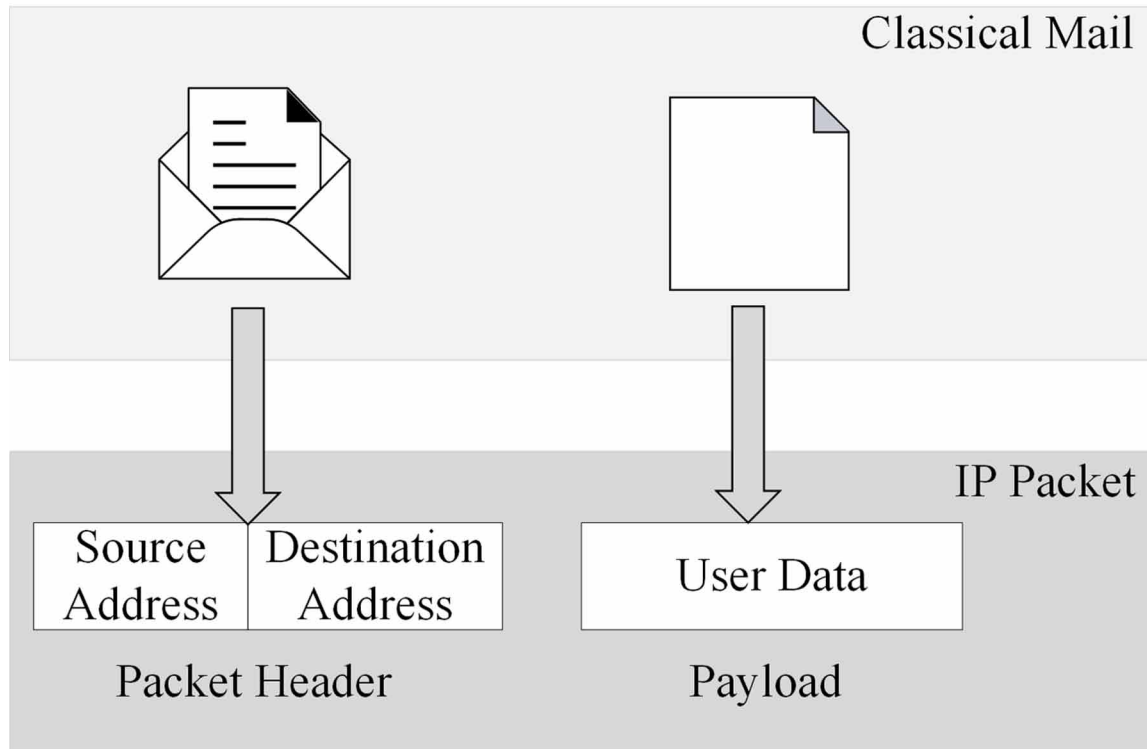 Classical Mail
IP Packet
Source
Address
Destination
Address
User Data
Packet Header
Payload